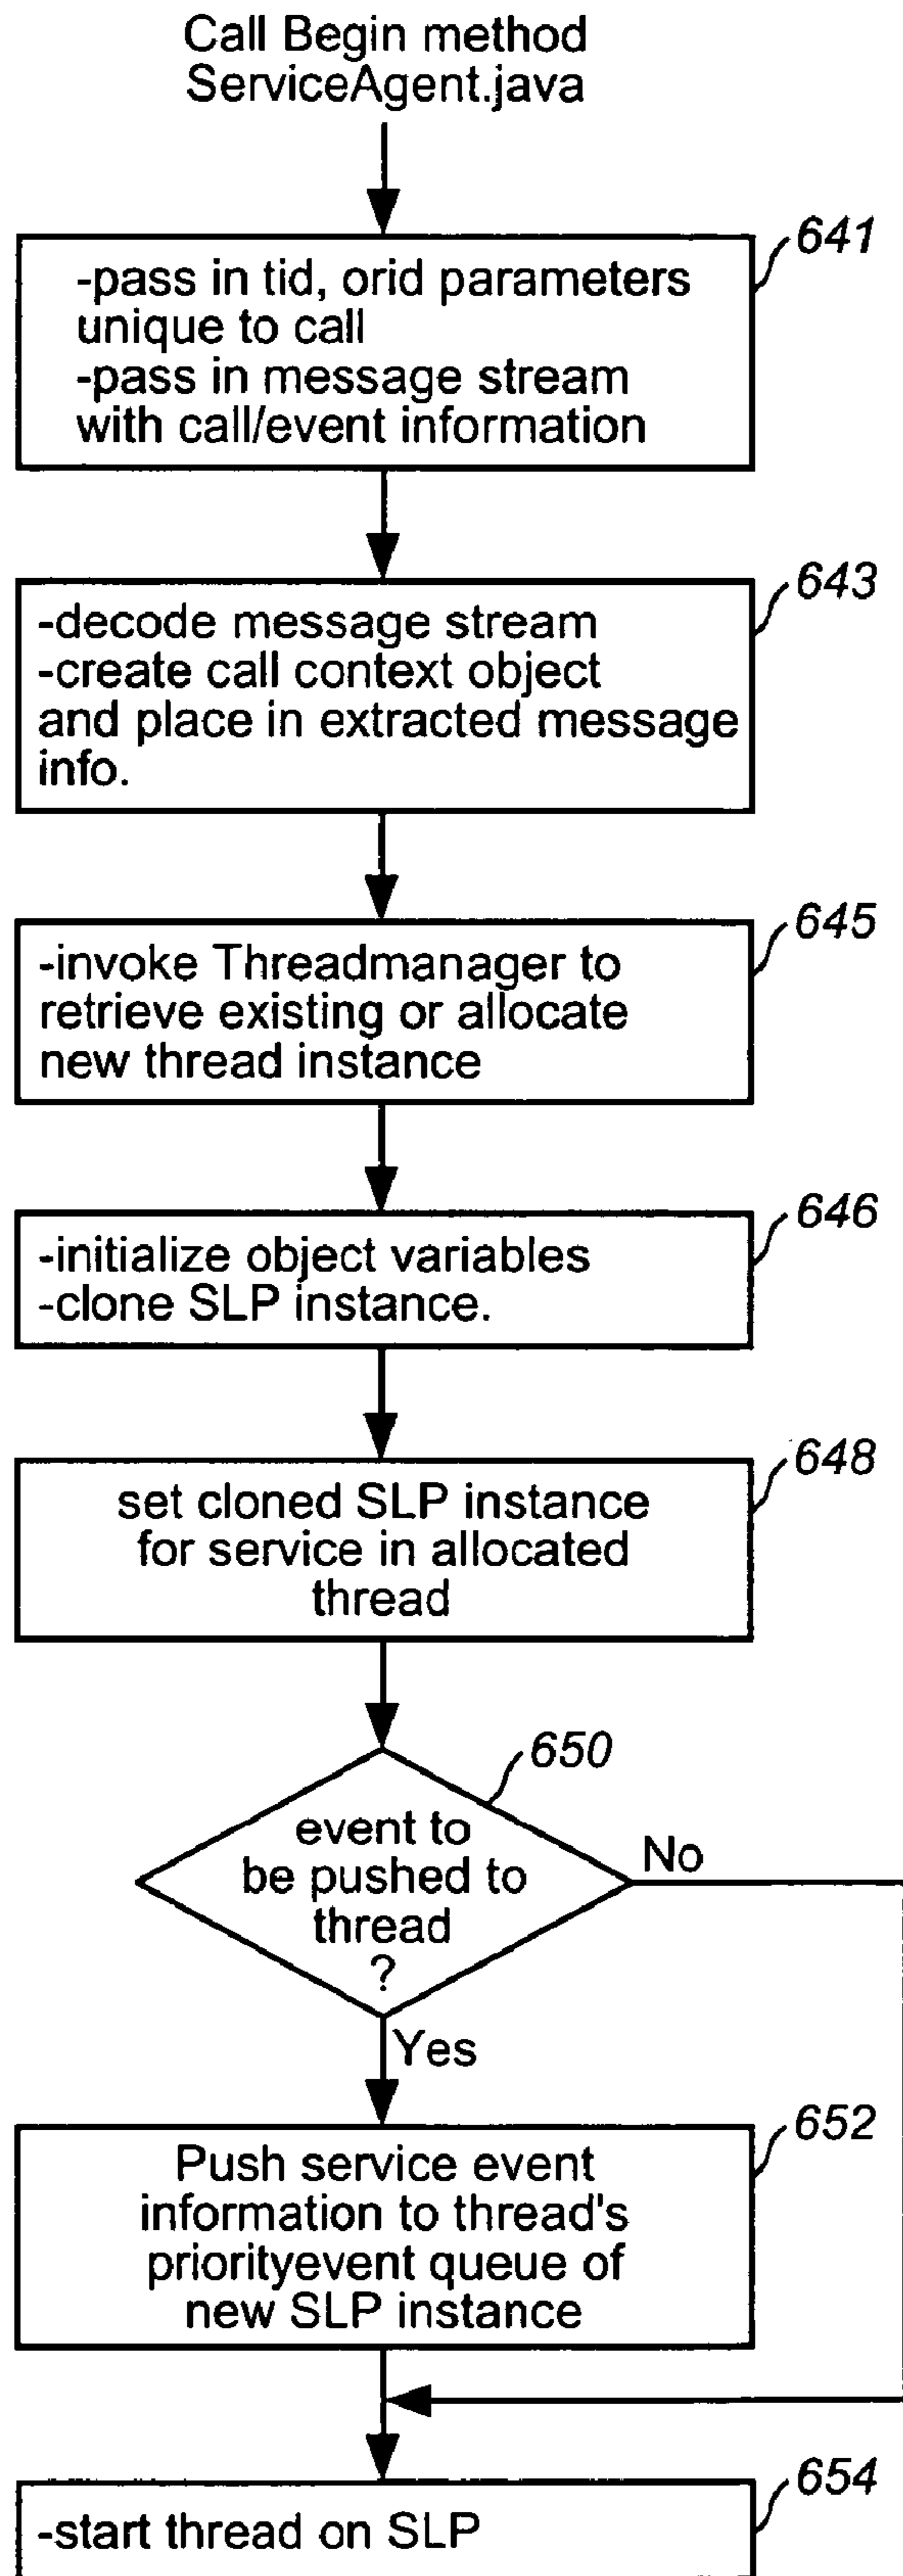 Call Begin method
ServiceAgent.java
641
-pass in tid, orid parameters
unique to call
-pass in message stream
with call/event information
643
-decode message stream
-create call context object
and place in extracted message
info.
645
-invoke Threadmanager to
retrieve existing or allocate
new thread instance
646
-initialize object variables
-clone SLP instance.
648
set cloned SLP instance
for service in allocated
thread
650
event to
be pushed to
thread
?
No
Yes
652
Push service event
information to thread's
priorityevent queue of
new SLP instance
654
-start thread on SLP